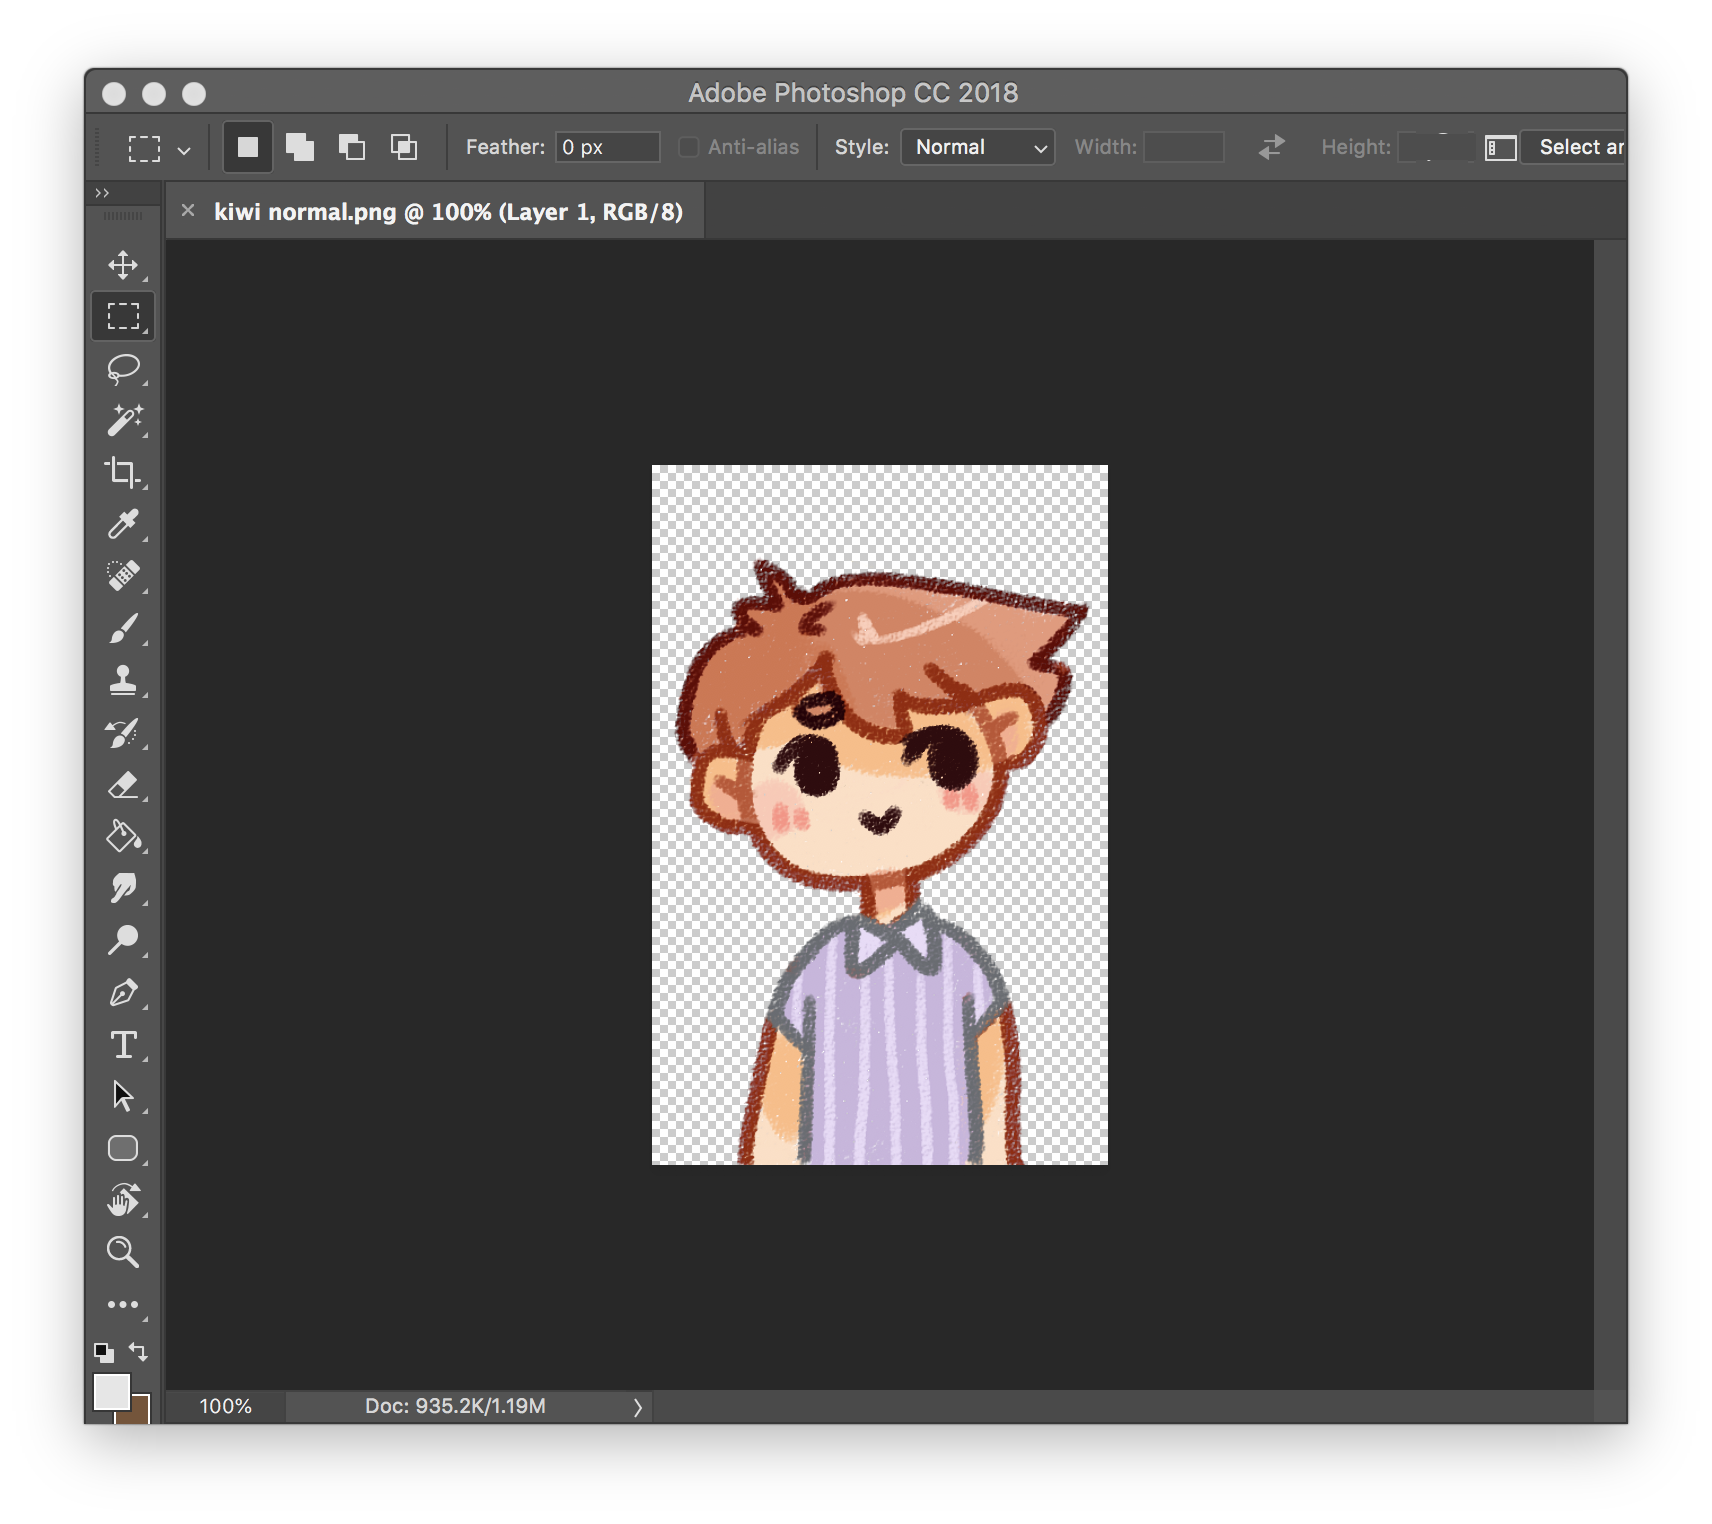 Adobe Photoshop CC 2018
Feather: 0 px Anti-alias Style: Normal Width: Height: Select ar
kiwi normal.png @ 100% (Layer 1, RGB/8)
100% Doc: 935.2K/1.19M